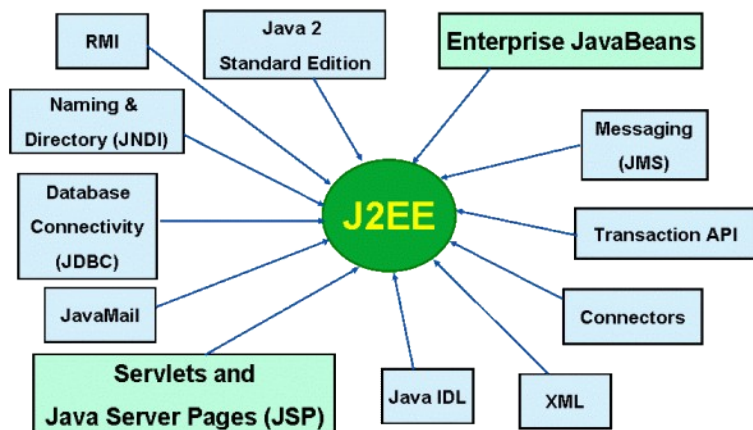 RMI
Java 2
Standard Edition
Enterprise JavaBeans
Naming &
Directory (JNDI)
Messaging
(JMS)
Database
Connectivity
(JDBC)
J2EE
Transaction API
JavaMail
Connectors
Servlets and
Java Server Pages (JSP)
Java IDL
XML